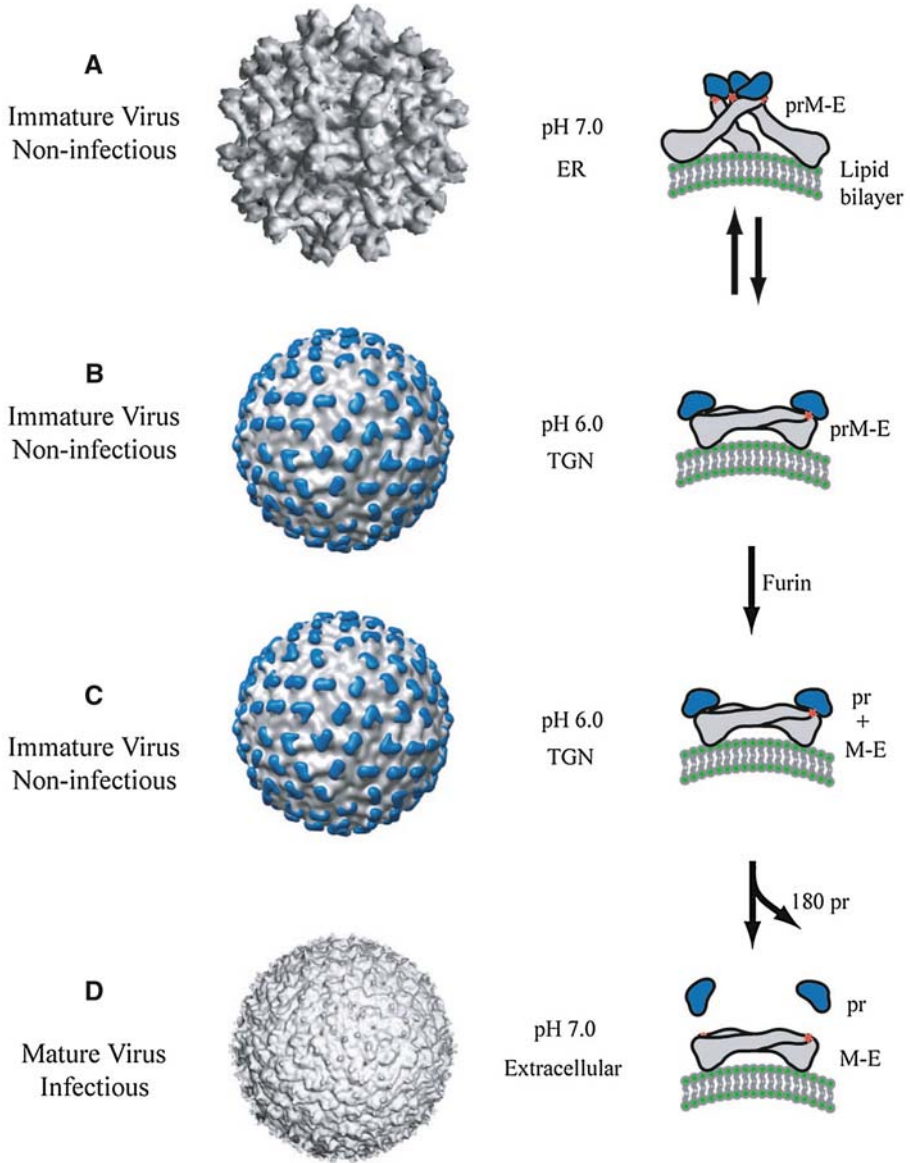 A
Immature Virus
Non-infectious
pH 7.0
ER
prM-E
Lipid
bilayer
B
Immature Virus
Non-infectious
pH 6.0
TGN
prM-E
Furin
C
Immature Virus
Non-infectious
pH 6.0
TGN
pr
+
M-E
180 pr
D
Mature Virus
Infectious
pH 7.0
Extracellular
pr
M-E